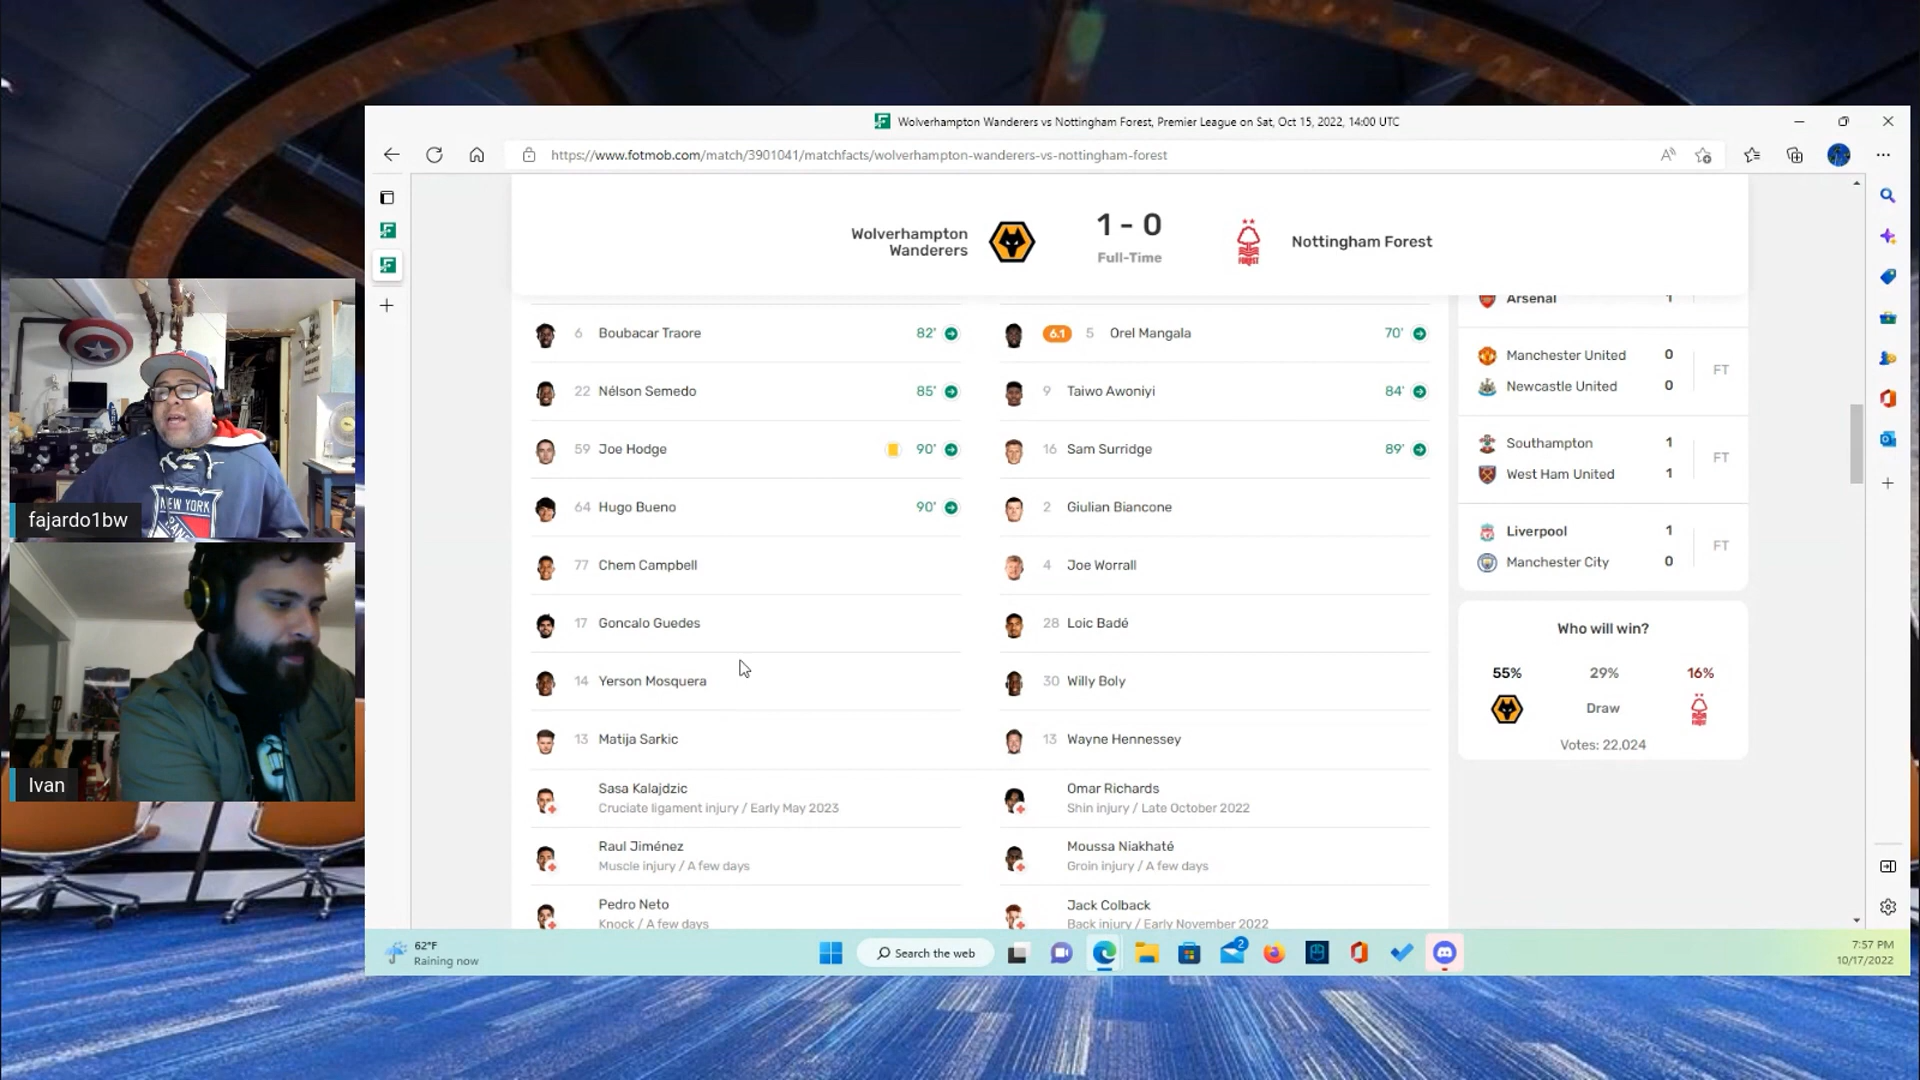 Wolverhampton Wanderers vs Nottingham Forest, Premier League on Sat, Oct 15, 2022, 14:00 UTC
https://www.fotmob.com/match/3901041/matchfacts/wolverhampton-wanderers-vs-nottingham-forest
Wolverhampton
Wanderers
1 - 0
Full-Time
FOREST
Nottingham Forest
6 Boubacar Traore 82'
22 Nélson Semedo 85'
59 Joe Hodge 90'
64 Hugo Bueno 90'
77 Chem Campbell
17 Goncalo Guedes
14 Yerson Mosquera
13 Matija Sarkic
Sasa Kalajdzic
Cruciate ligament injury / Early May 2023
Raul Jiménez
Muscle injury / A few days
Pedro Neto
Knock / A few days
6.1 5 Orel Mangala 70'
9 Taiwo Awoniyi 84'
16 Sam Surridge 89'
2 Giulian Biancone
4 Joe Worrall
28 Loic Badé
30 Willy Boly
13 Wayne Hennessey
Omar Richards
Shin injury / Late October 2022
Moussa Niakhaté
Groin injury / A few days
Jack Colback
Back injury / Early November 2022
Arsenal 1
Manchester United 0
Newcastle United 0
FT
Southampton 1
West Ham United 1
FT
Liverpool 1
Manchester City 0
FT
Who will win?
55% 29% 16%
Draw
Votes: 22,024
NEW YORK
fajardo1bw
Ivan
62°F
Raining now
Search the web
2
7:57 PM
10/17/2022